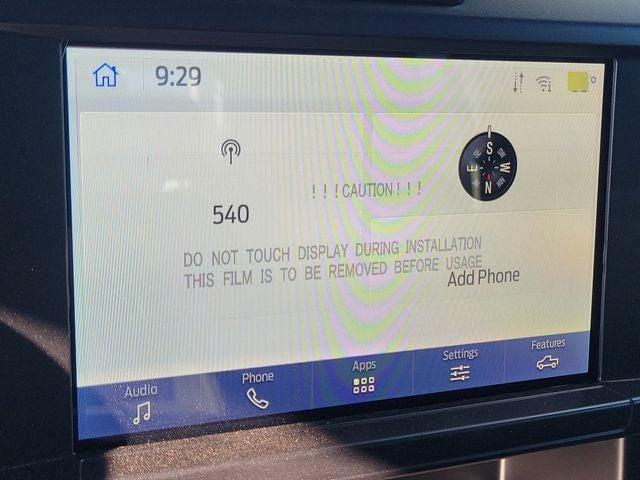 9:29
!!!CAUTION!!!
540
DO NOT TOUCH DISPLAY DURING INSTALLATION
THIS FILM IS TO BE REMOVED BEFORE USAGE
S
E
W
N
Add Phone
Audio
Phone
Apps
Settings
Features